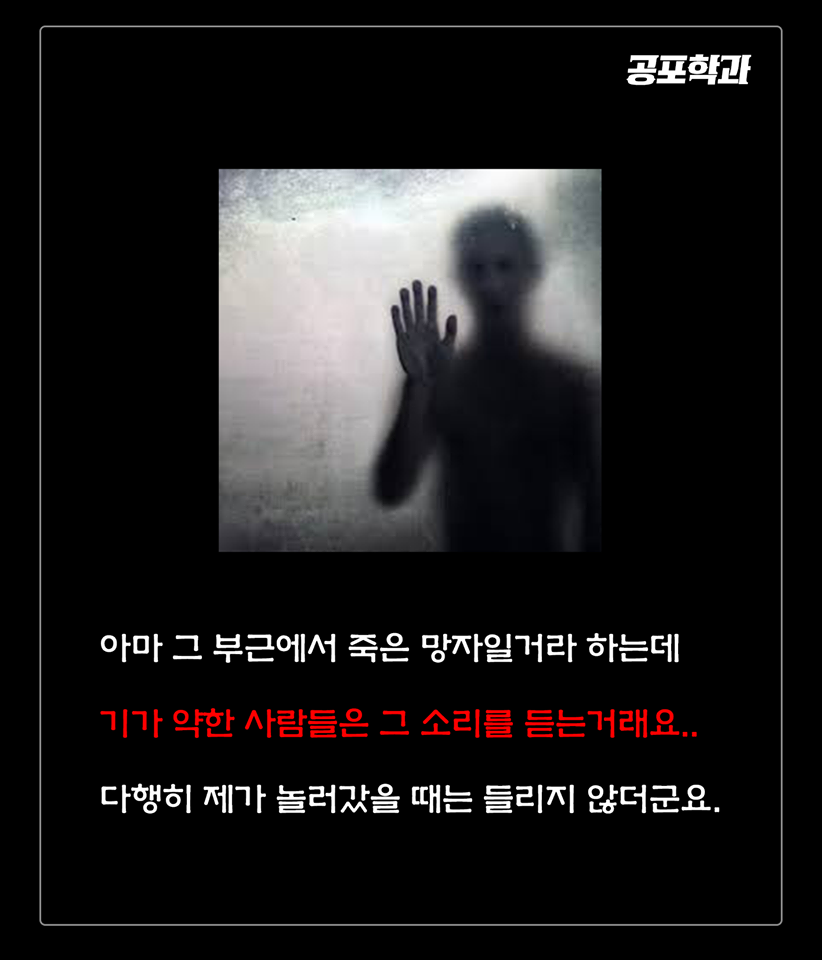 공포학과
아마 그 부근에서 죽은 망자일거라 하는데
기가 약한 사람들은 그 소리를 듣는거래요..
다행히 제가 놀러갔을 때는 들리지 않더군요.